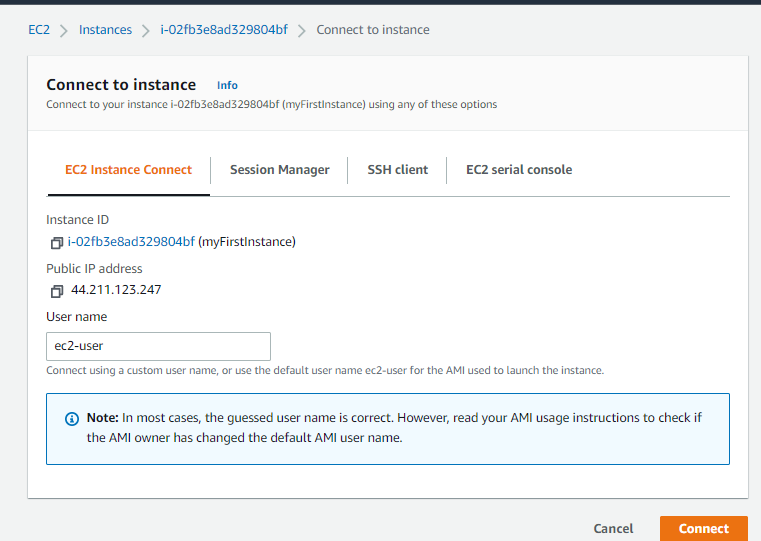 EC2 > Instances > i-02fb3e8ad329804bf > Connect to instance
Connect to instance Info
Connect to your instance i-02fb3e8ad329804bf (myFirstInstance) using any of these options
EC2 Instance Connect Session Manager SSH client EC2 serial console
Instance ID
i-02fb3e8ad329804bf (myFirstInstance)
Public IP address
44.211.123.247
User name
ec2-user
Connect using a custom user name, or use the default user name ec2-user for the AMI used to launch the instance.
Note: In most cases, the guessed user name is correct. However, read your AMI usage instructions to check if
the AMI owner has changed the default AMI user name.
Cancel Connect